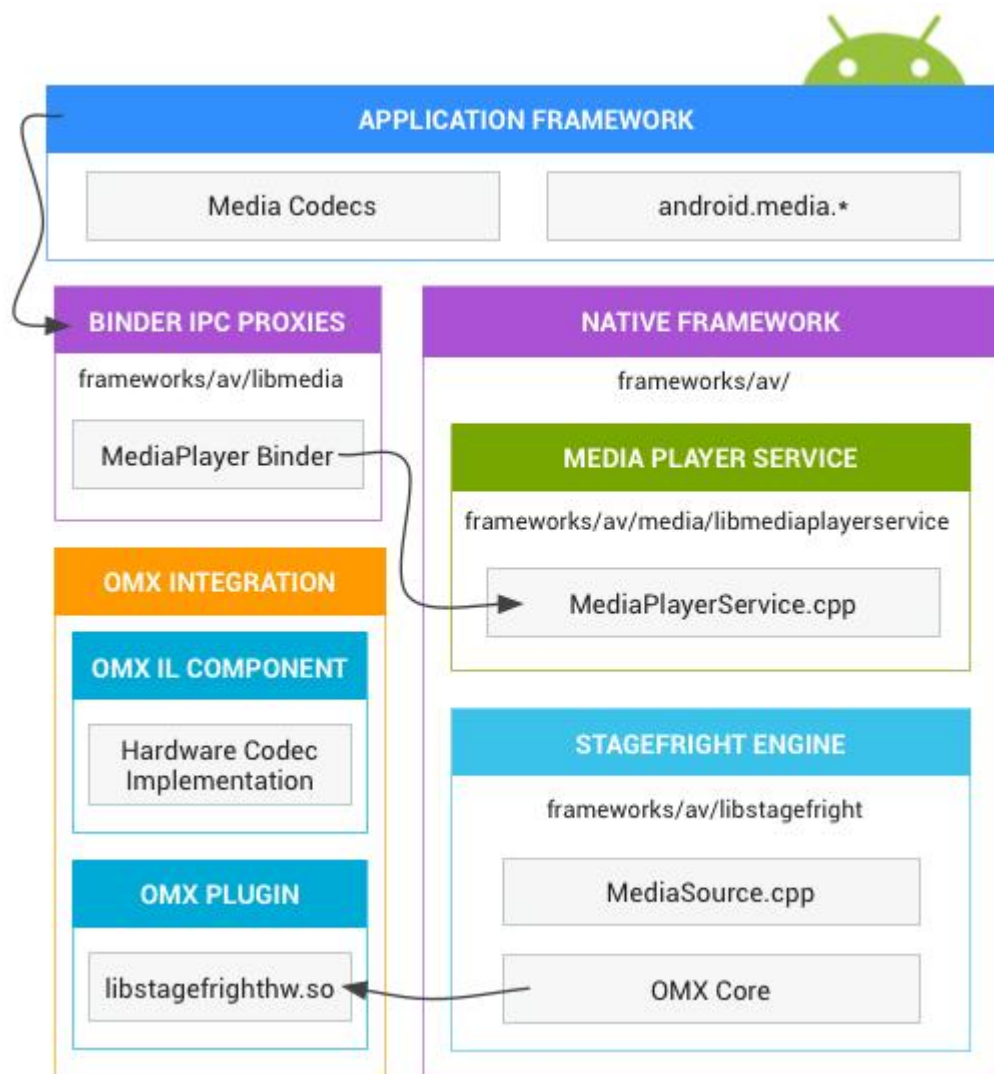 APPLICATION FRAMEWORK
Media Codecs
android.media.*
BINDER IPC PROXIES
frameworks/av/libmedia
MediaPlayer Binder
NATIVE FRAMEWORK
frameworks/av/
MEDIA PLAYER SERVICE
frameworks/av/media/libmediaplayerservice
MediaPlayerService.cpp
OMX INTEGRATION
OMX IL COMPONENT
Hardware Codec
Implementation
OMX PLUGIN
libstagefrighthw.so
STAGEFRIGHT ENGINE
frameworks/av/libstagefright
MediaSource.cpp
OMX Core